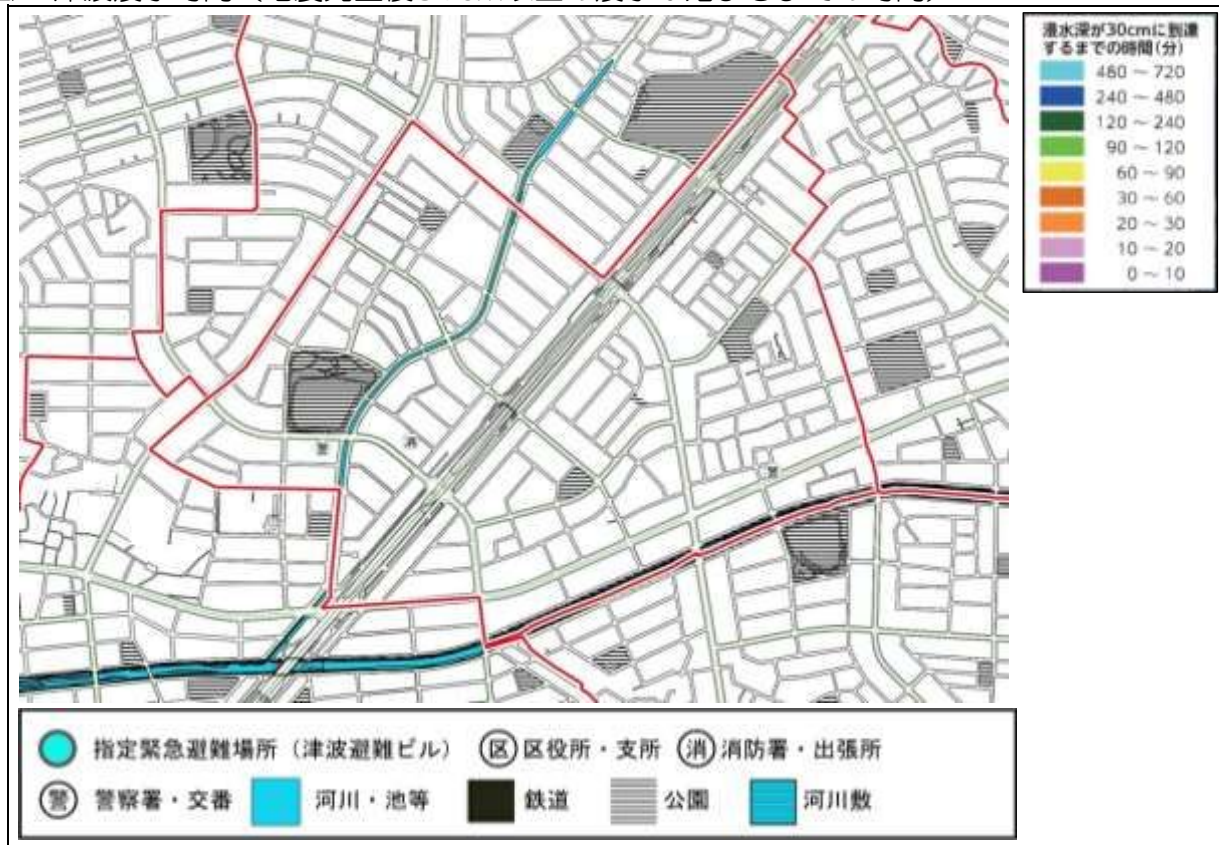 浸水深が30cmに到達
するまでの時間(分)
480 ～ 720
240 ～ 480
120 ～ 240
90 ～ 120
60 ～ 90
30 ～ 60
20 ～ 30
10 ～ 20
0 ～ 10
消
警
指定緊急避難場所（津波避難ビル）
区 区役所・支所
消 消防署・出張所
警 警察署・交番
河川・池等
鉄道
公園
河川敷